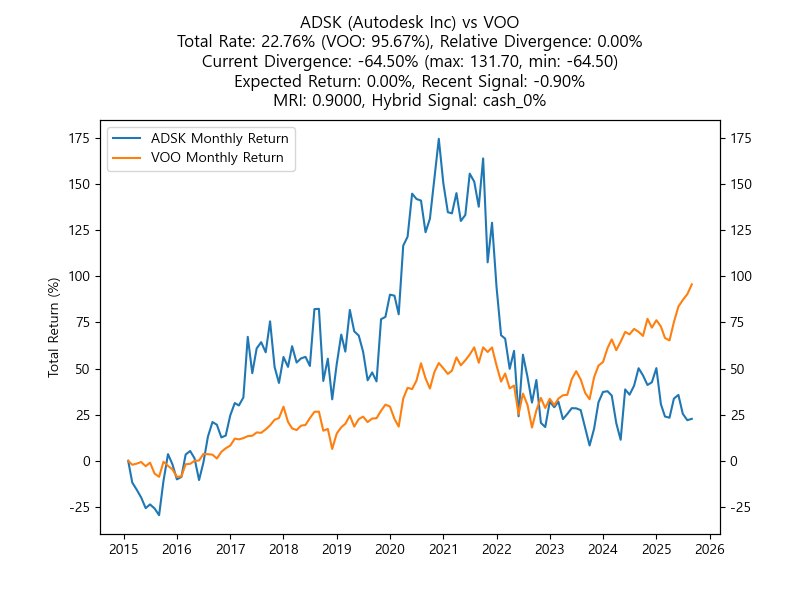 ADSK (Autodesk Inc) vs VOO
Total Rate: 22.76% (VOO: 95.67%), Relative Divergence: 0.00%
Current Divergence: -64.50% (max: 131.70, min: -64.50)
Expected Return: 0.00%, Recent Signal: -0.90%
MRI: 0.9000, Hybrid Signal: cash_0%
ADSK Monthly Return
VOO Monthly Return
Total Return (%)
175
150
125
100
75
50
25
0
-25
175
150
125
100
75
50
25
0
-25
2015 2016 2017 2018 2019 2020 2021 2022 2023 2024 2025 2026